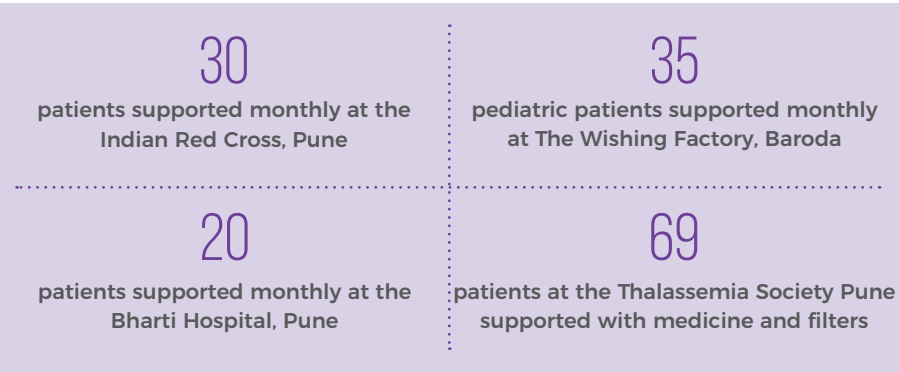 30
patients supported monthly at the
Indian Red Cross, Pune
35
pediatric patients supported monthly
at The Wishing Factory, Baroda
20
patients supported monthly at the
Bharti Hospital, Pune
69
patients at the Thalassemia Society Pune
supported with medicine and filters